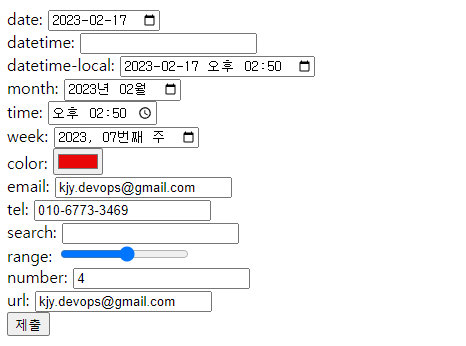 date: 2023-02-17
datetime:
datetime-local: 2023-02-17 오후 02:50
month: 2023년 02월
time: 오후 02:50
week: 2023, 07번째 주
color:
email: kjy.devops@gmail.com
tel: 010-6773-3469
search:
range:
number: 4
url: kjy.devops@gmail.com
제출